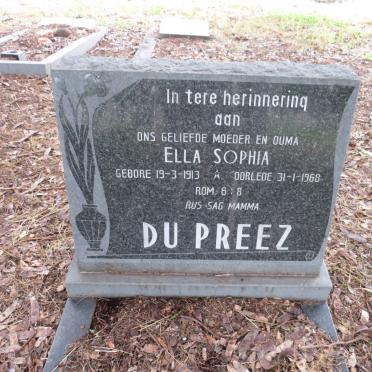 In tere herinnering
aan
ONS GELIEFDE MOEDER EN OUMA
ELLA SOPHIA
GEBORE 19-3-1913 & OORLEDE 31-1-1968
ROM. 6:8
RUS SAG MAMMA
DU PREEZ